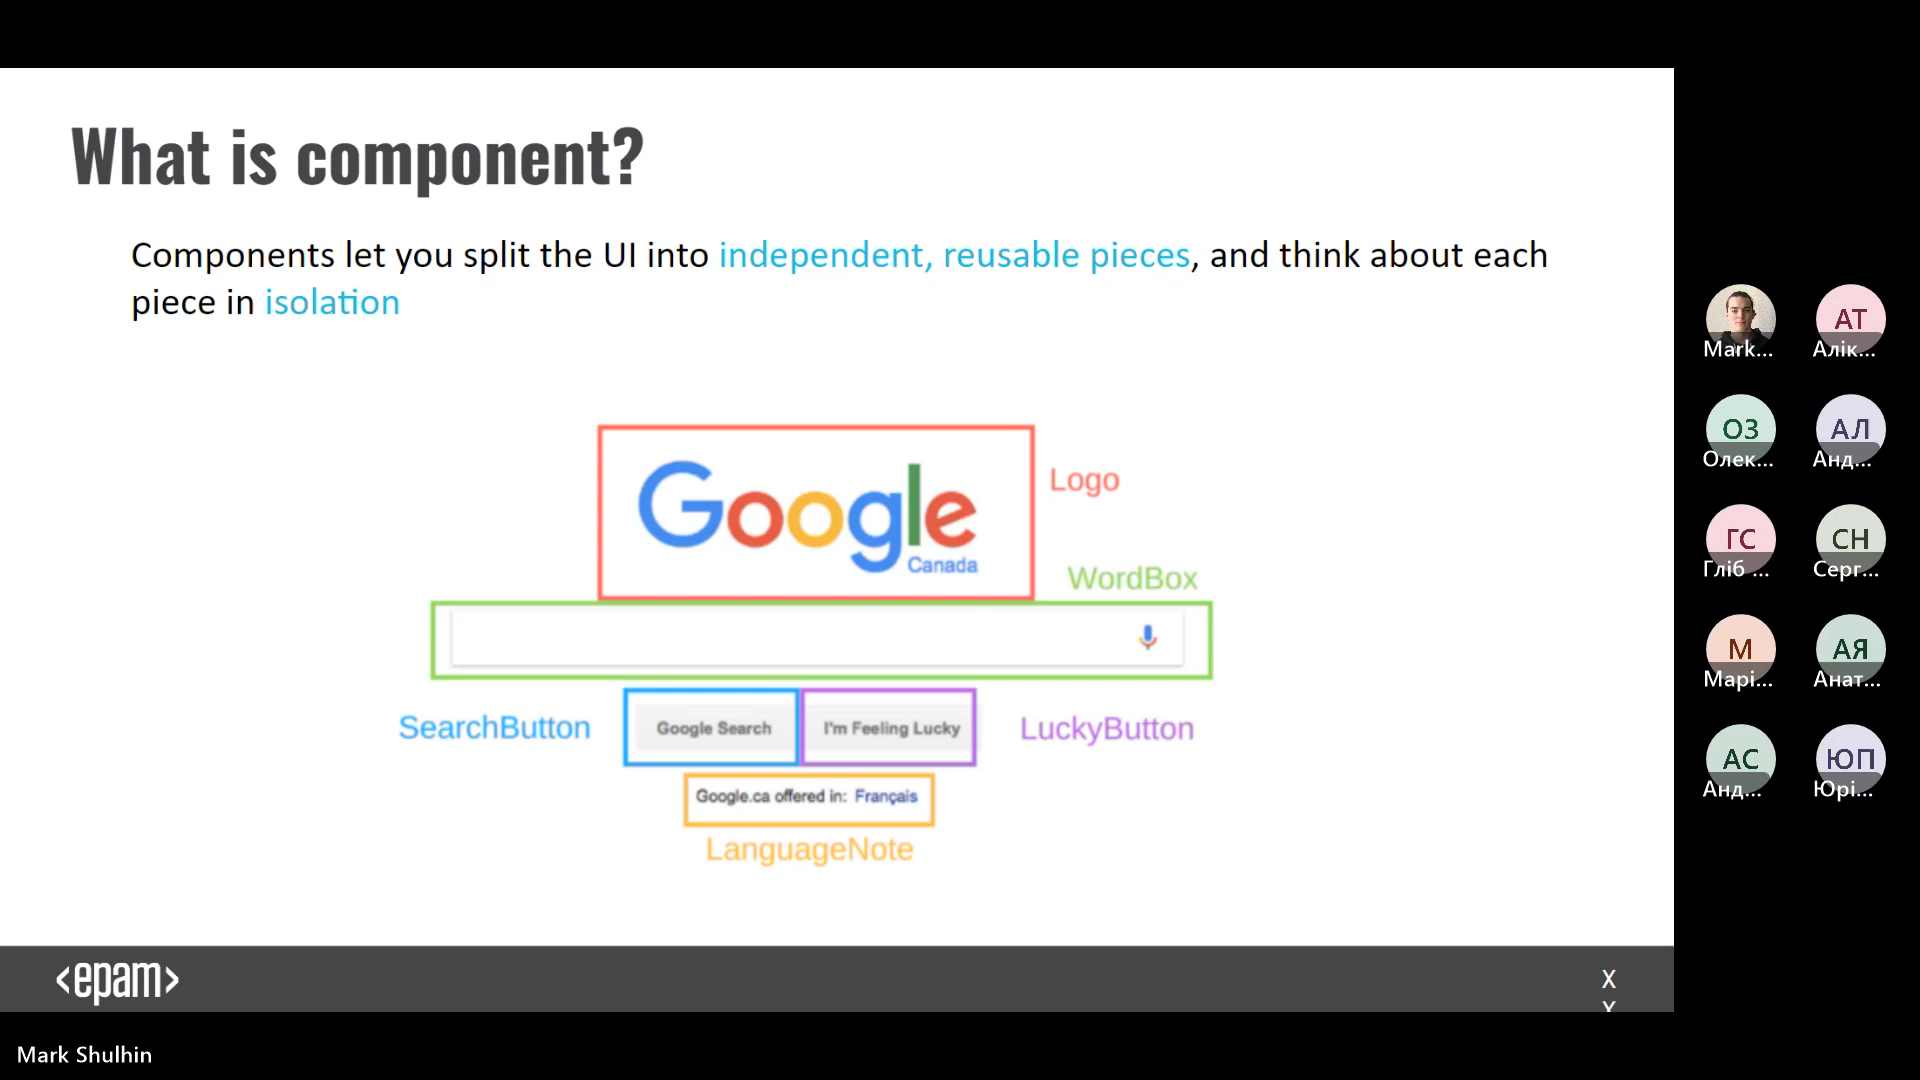 What is component?
Components let you split the UI into independent, reusable pieces, and think about each
piece in isolation
Google
Canada
Logo
WordBox
SearchButton
Google Search
I'm Feeling Lucky
LuckyButton
Google.ca offered in: Français
LanguageNote
<epam>
X
Mark Shulhin
Mark...
АТ
Алік...
ОЗ
Олек...
АЛ
Анд...
ГС
Гліб ...
СН
Серг...
М
Марі...
АЯ
Анат...
АС
Анд...
ЮП
Юрі...